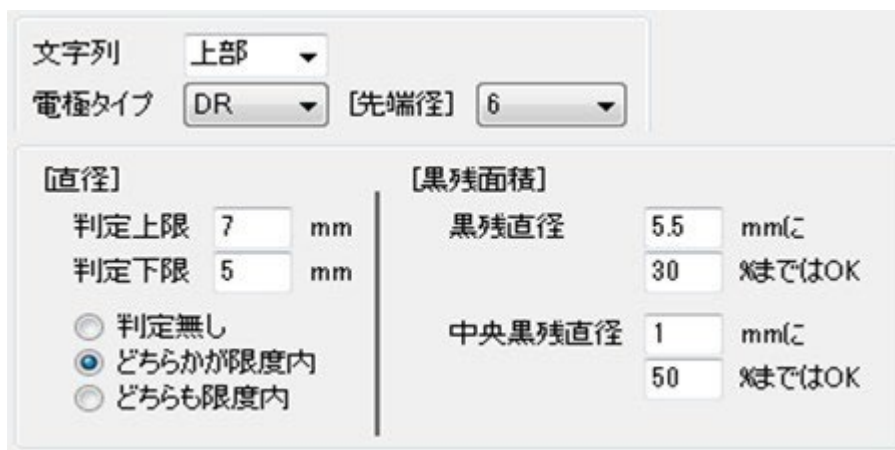 文字列 上部
電極タイプ DR [先端径] 6
[直径]
判定上限 7 mm
判定下限 5 mm
判定無し
どちらかが限度内
どちらも限度内
[黒残面積]
黒残直径 5.5 mmに
30 %まではOK
中央黒残直径 1 mmに
50 %まではOK